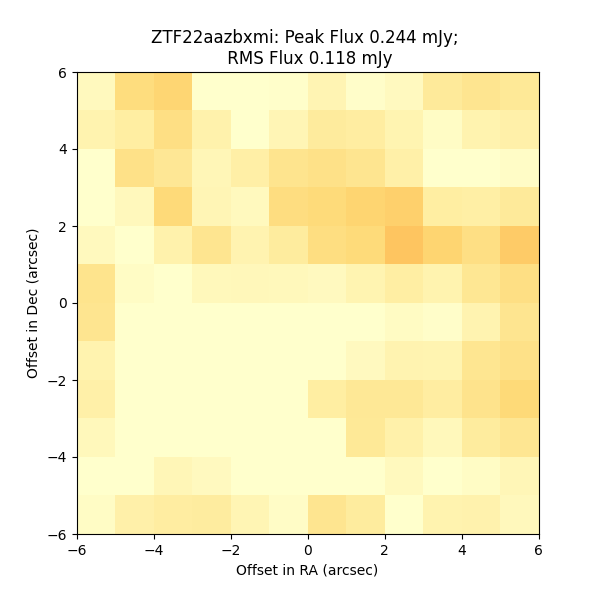 ZTF22aazbxmi: Peak Flux 0.244 mJy;
RMS Flux 0.118 mJy
6
4
2
0
−2
−4
−6
Offset in Dec (arcsec)
−6 −4 −2 0 2 4 6
Offset in RA (arcsec)